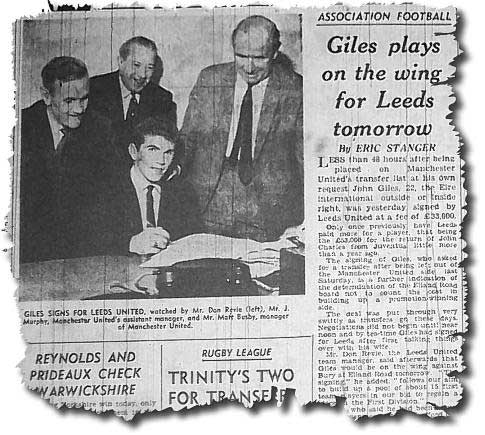 ASSOCIATION FOOTBALL
Giles plays
on the wing
for Leeds
tomorrow
By ERIC STANGER
LESS than 48 hours after being
placed on Manchester
United's transfer list at his own
request John Giles, 22, the Eire
international outside or inside
right, was yesterday signed by
Leeds United at a fee of £33,000.
Only once previously have Leeds
paid more for a player, that being
the £53,000 for the return of John
Charles from Juventus little more
than a year ago.
The signing of Giles, who asked
for a transfer after being left out of
the Manchester United side last
Saturday, is a further indication of
the determination of the Elland Road
board not to count the cost in
building up a promotion-winning
side.
The deal was put through very
swiftly as transfers go these days.
Negotiations did not begin until near
noon and by tea-time Giles had signed
for Leeds after first talking things
over with his wife.
Mr. Don Revie, the Leeds United
team manager, said afterwards that
Giles would be on the wing against
Bury at Elland Road tomorrow. "The
signing," he added, "follows our aim
to build up a pool of about 15 first
team players in our bid to regain a
the First Division."
who said he had been
GILES SIGNS FOR LEEDS UNITED, watched by Mr. Don Revie (left), Mr. J.
Murphy, Manchester United's assistant manager, and Mr. Matt Busby, manager
of Manchester United.
REYNOLDS AND
PRIDEAUX CHECK
WARWICKSHIRE
win today, only
RUGBY LEAGUE
TRINITY'S TWO
FOR TRANSFER